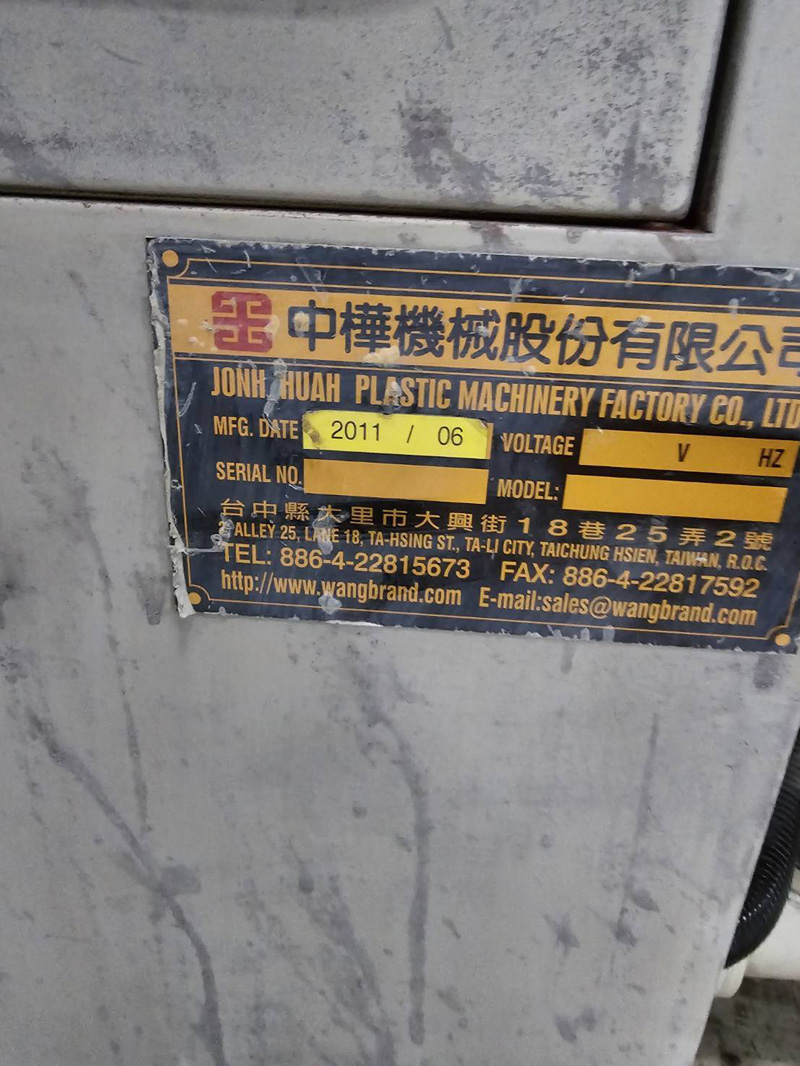 中樺機械股份有限公司
JONH HUAH PLASTIC MACHINERY FACTORY CO., LTD
MFG. DATE 2011 / 06 VOLTAGE V HZ
SERIAL NO. MODEL:
台中縣大里市大興街18巷25弄2號
2 ALLEY 25, LANE 18, TA-HSING ST., TA-LI CITY, TAICHUNG HSIEN, TAIWAN, R.O.C.
TEL: 886-4-22815673 FAX: 886-4-22817592
http://www.wangbrand.com E-mail:sales@wangbrand.com